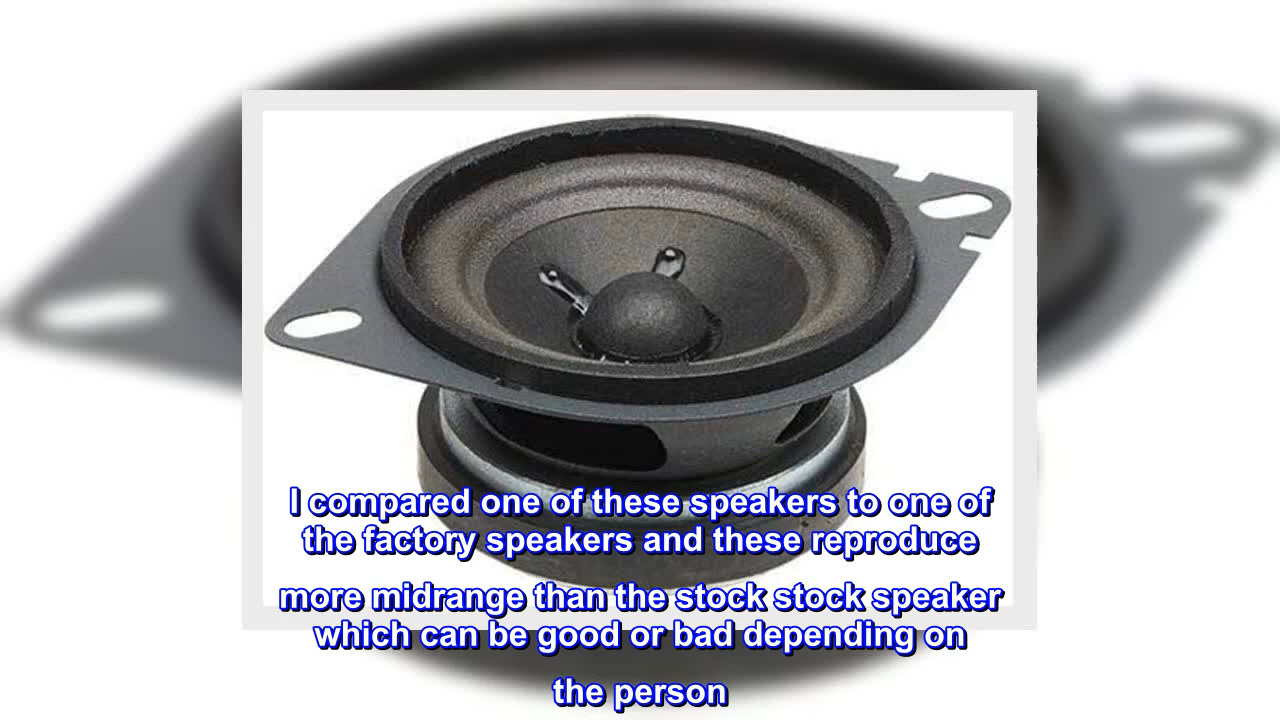 I compared one of these speakers to one of
the factory speakers and these reproduce
more midrange than the stock stock speaker
which can be good or bad depending on
the person